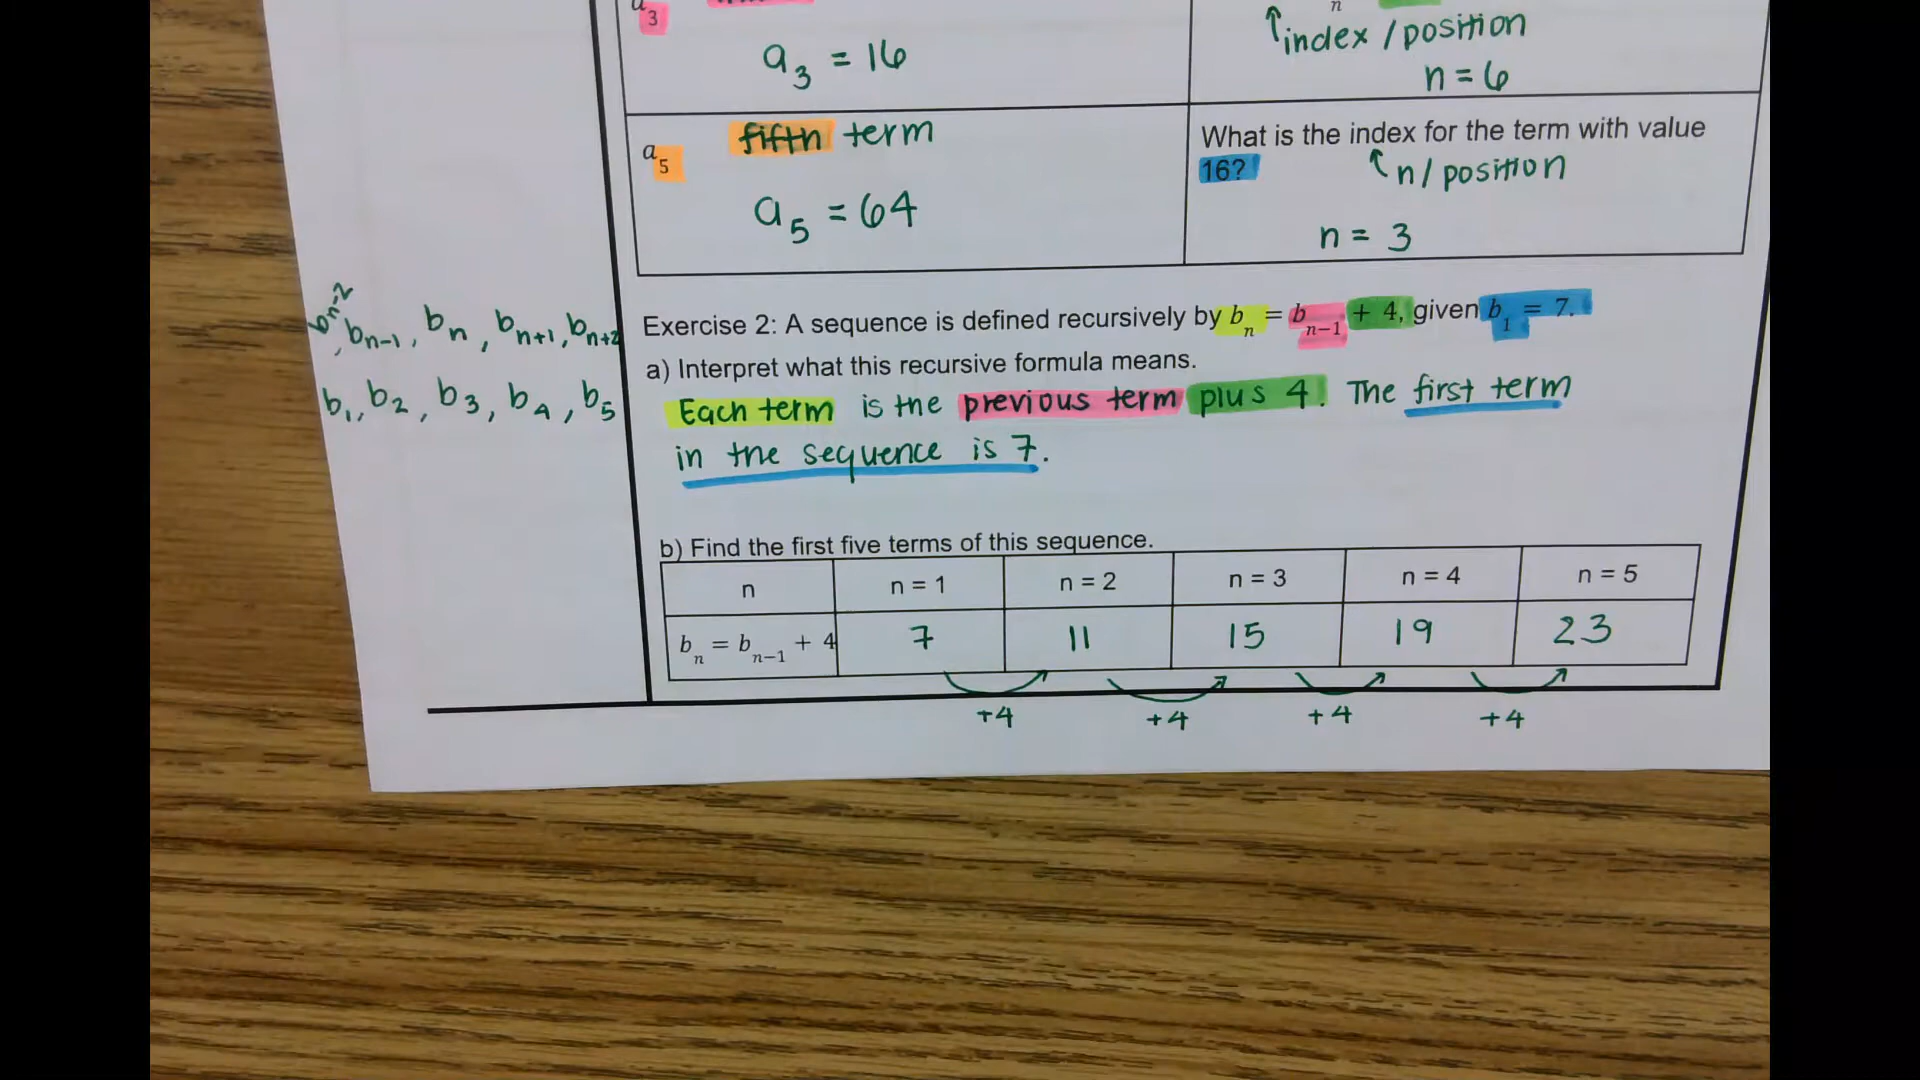 a3
a3 = 16
n
↑index / position
n = 6
a5
fifth term
a5 = 64
What is the index for the term with value
16?
↑n / position
n = 3
bn-2, bn-1, bn, bn+1, bn+2
b1, b2, b3, b4, b5
Exercise 2: A sequence is defined recursively by bn = bn−1 + 4, given b1 = 7.
a) Interpret what this recursive formula means.
Each term is the previous term plus 4. The first term
in the sequence is 7.
b) Find the first five terms of this sequence.
n n = 1 n = 2 n = 3 n = 4 n = 5
bn = bn−1 + 4 7 11 15 19 23
+4 +4 +4 +4